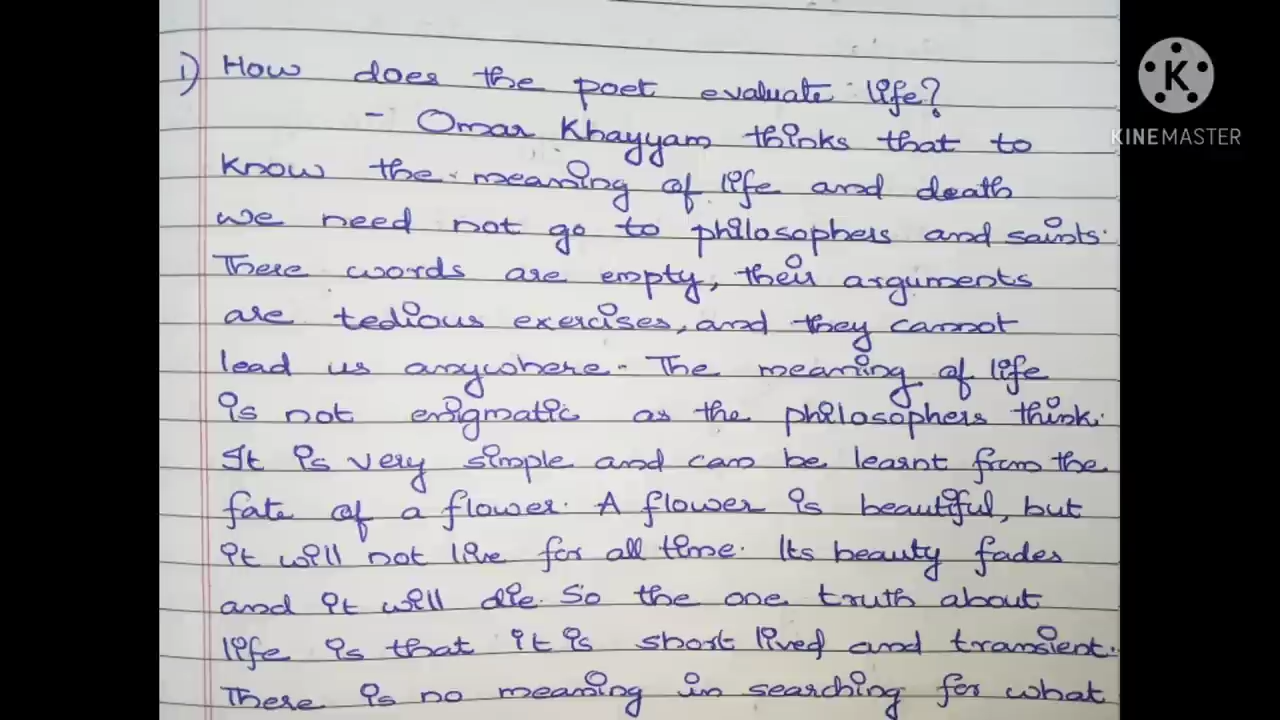 1) How does the poet evaluate life?
- Omar Khayyam thinks that to
know the meaning of life and death
we need not go to philosophers and saints.
There words are empty, their arguments
are tedious exercises, and they cannot
lead us anywhere. The meaning of life
is not enigmatic as the philosophers think.
It is very simple and can be learnt from the
fate of a flower. A flower is beautiful, but
it will not live for all time. Its beauty fades
and it will die. So the one truth about
life is that it is short lived and transient.
There is no meaning in searching for what
K
KINEMASTER